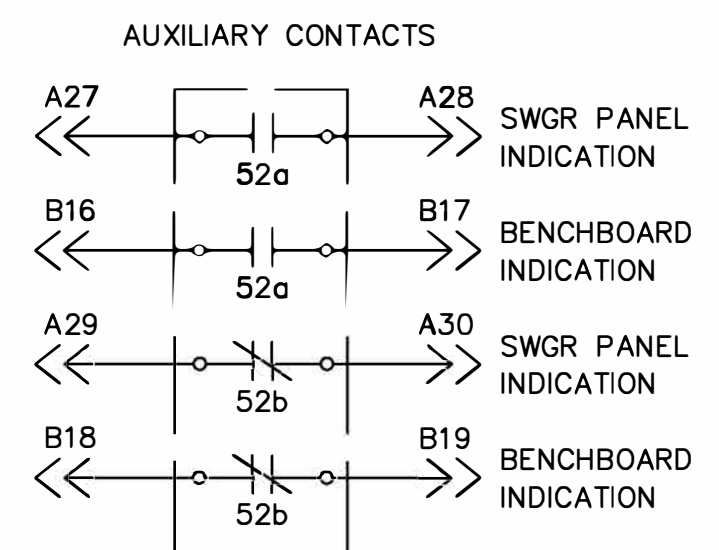 AUXILIARY CONTACTS
A27
A28
SWGR PANEL
INDICATION
52a
B16
B17
BENCHBOARD
INDICATION
52a
A29
A30
SWGR PANEL
INDICATION
52b
B18
B19
BENCHBOARD
INDICATION
52b